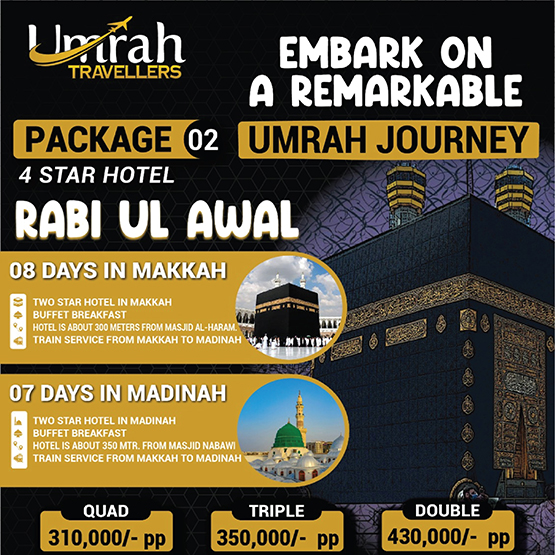 Umrah
TRAVELLERS
EMBARK ON
A REMARKABLE
UMRAH JOURNEY
PACKAGE 02
4 STAR HOTEL
RABI UL AWAL
08 DAYS IN MAKKAH
TWO STAR HOTEL IN MAKKAH
BUFFET BREAKFAST
HOTEL IS ABOUT 300 METERS FROM MASJID AL-HARAM.
TRAIN SERVICE FROM MAKKAH TO MADINAH
07 DAYS IN MADINAH
TWO STAR HOTEL IN MADINAH
BUFFET BREAKFAST
HOTEL IS ABOUT 350 MTR. FROM MASJID NABAWI
TRAIN SERVICE FROM MAKKAH TO MADINAH
QUAD
310,000/- pp
TRIPLE
350,000/- pp
DOUBLE
430,000/- pp